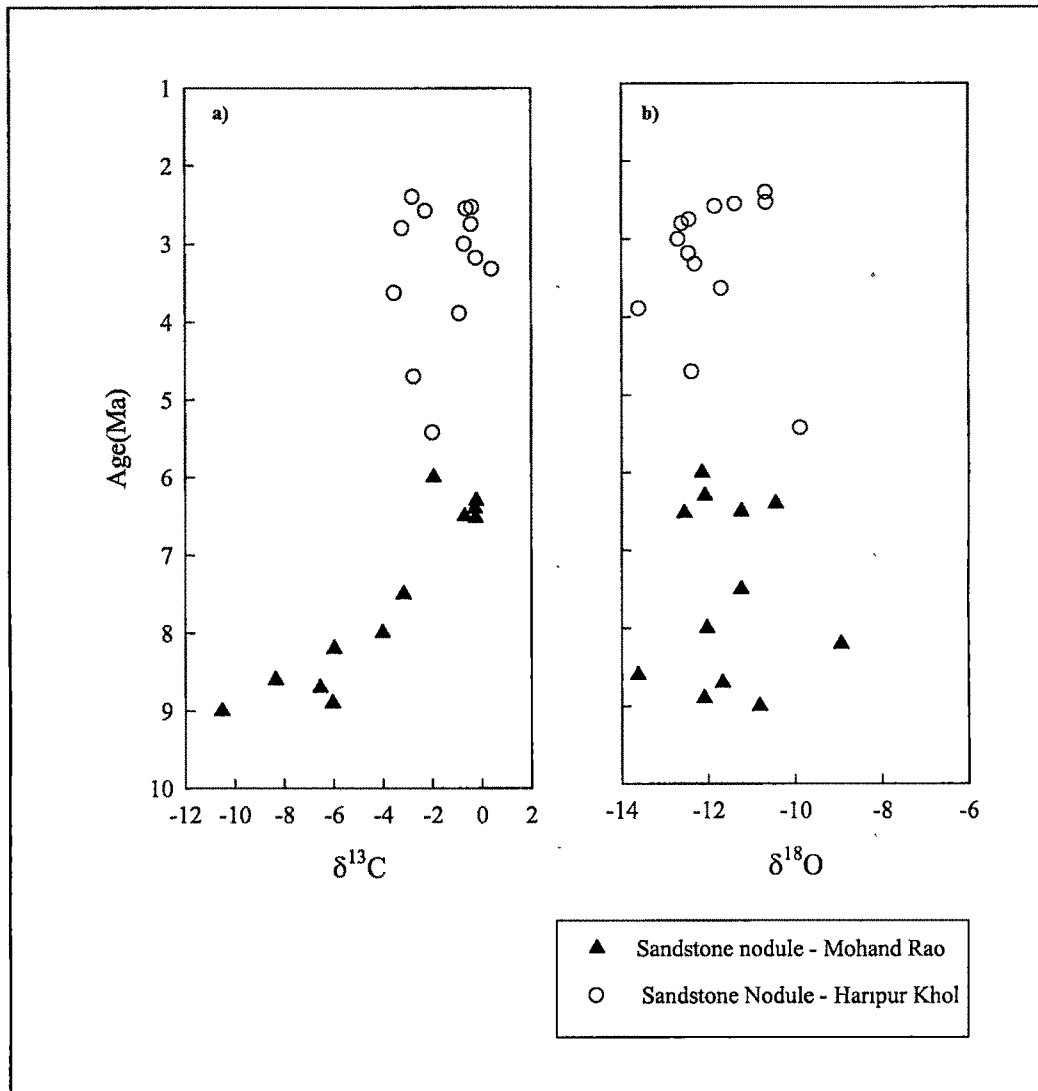 a)
b)
1
2
3
4
5
6
7
8
9
10
Age(Ma)
-12 -10 -8 -6 -4 -2 0 2
-14 -12 -10 -8 -6
δ¹³C
δ¹⁸O
Sandstone nodule - Mohand Rao
Sandstone Nodule - Harıpur Khol